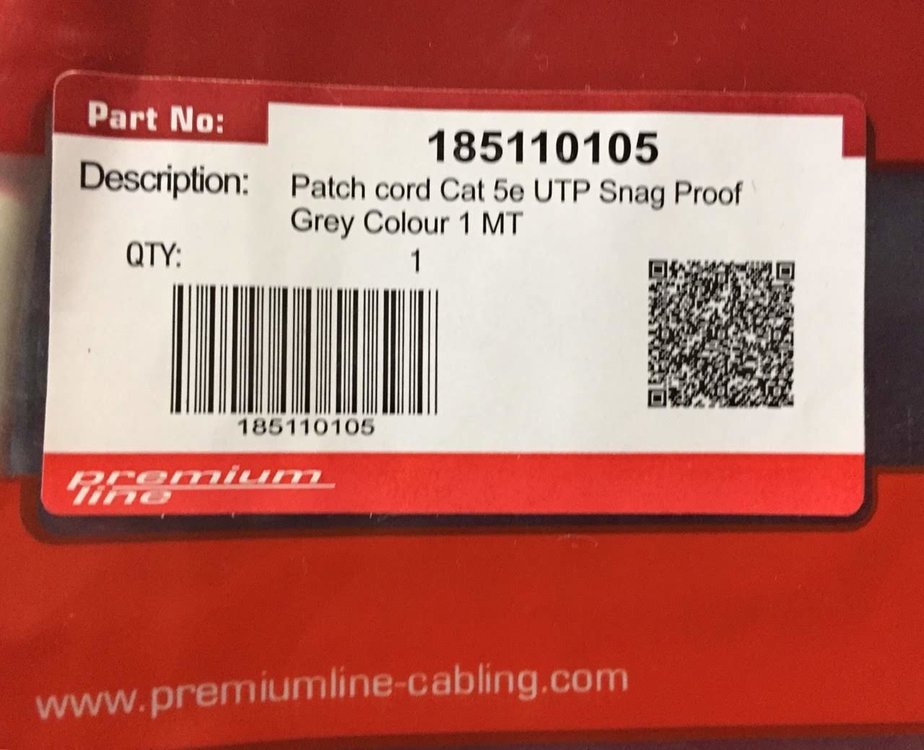 Part No:
185110105
Description:
Patch cord Cat 5e UTP Snag Proof
Grey Colour 1 MT
QTY:
1
185110105
premium
line
www.premiumline-cabling.com